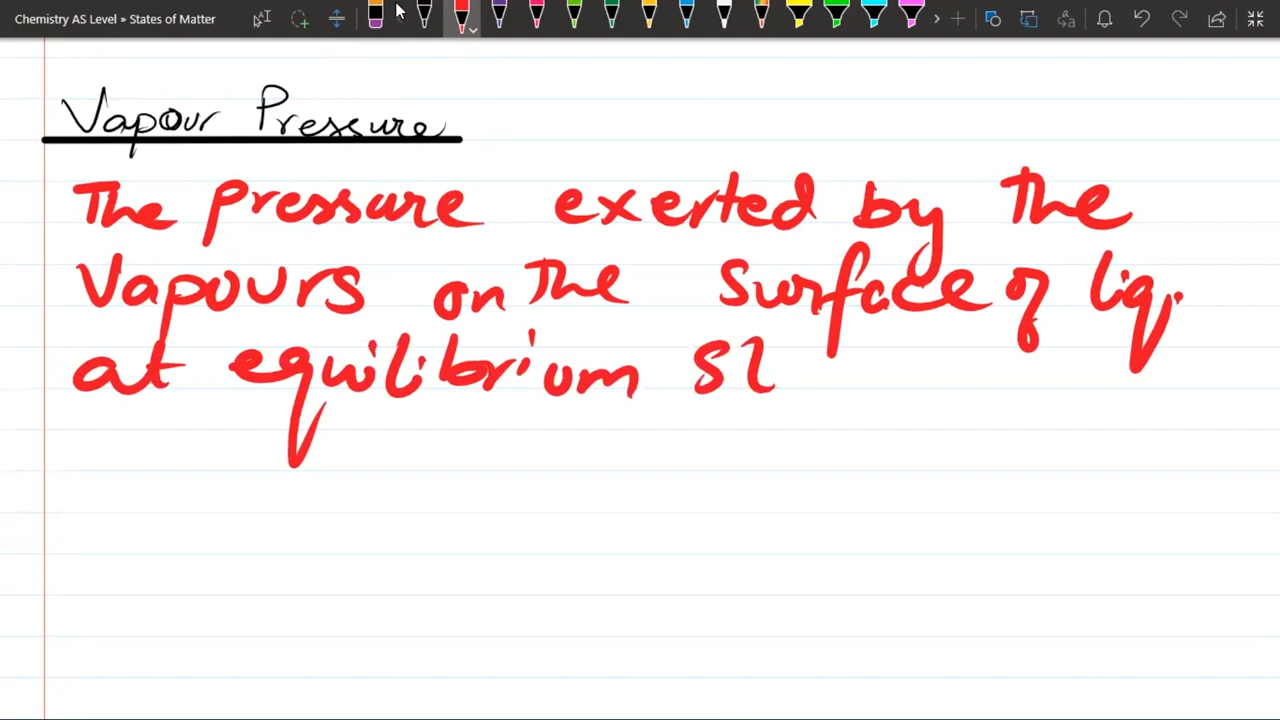 Chemistry AS Level » States of Matter
Vapour Pressure
The pressure exerted by the
vapours on the surface of liq.
at equilibrium